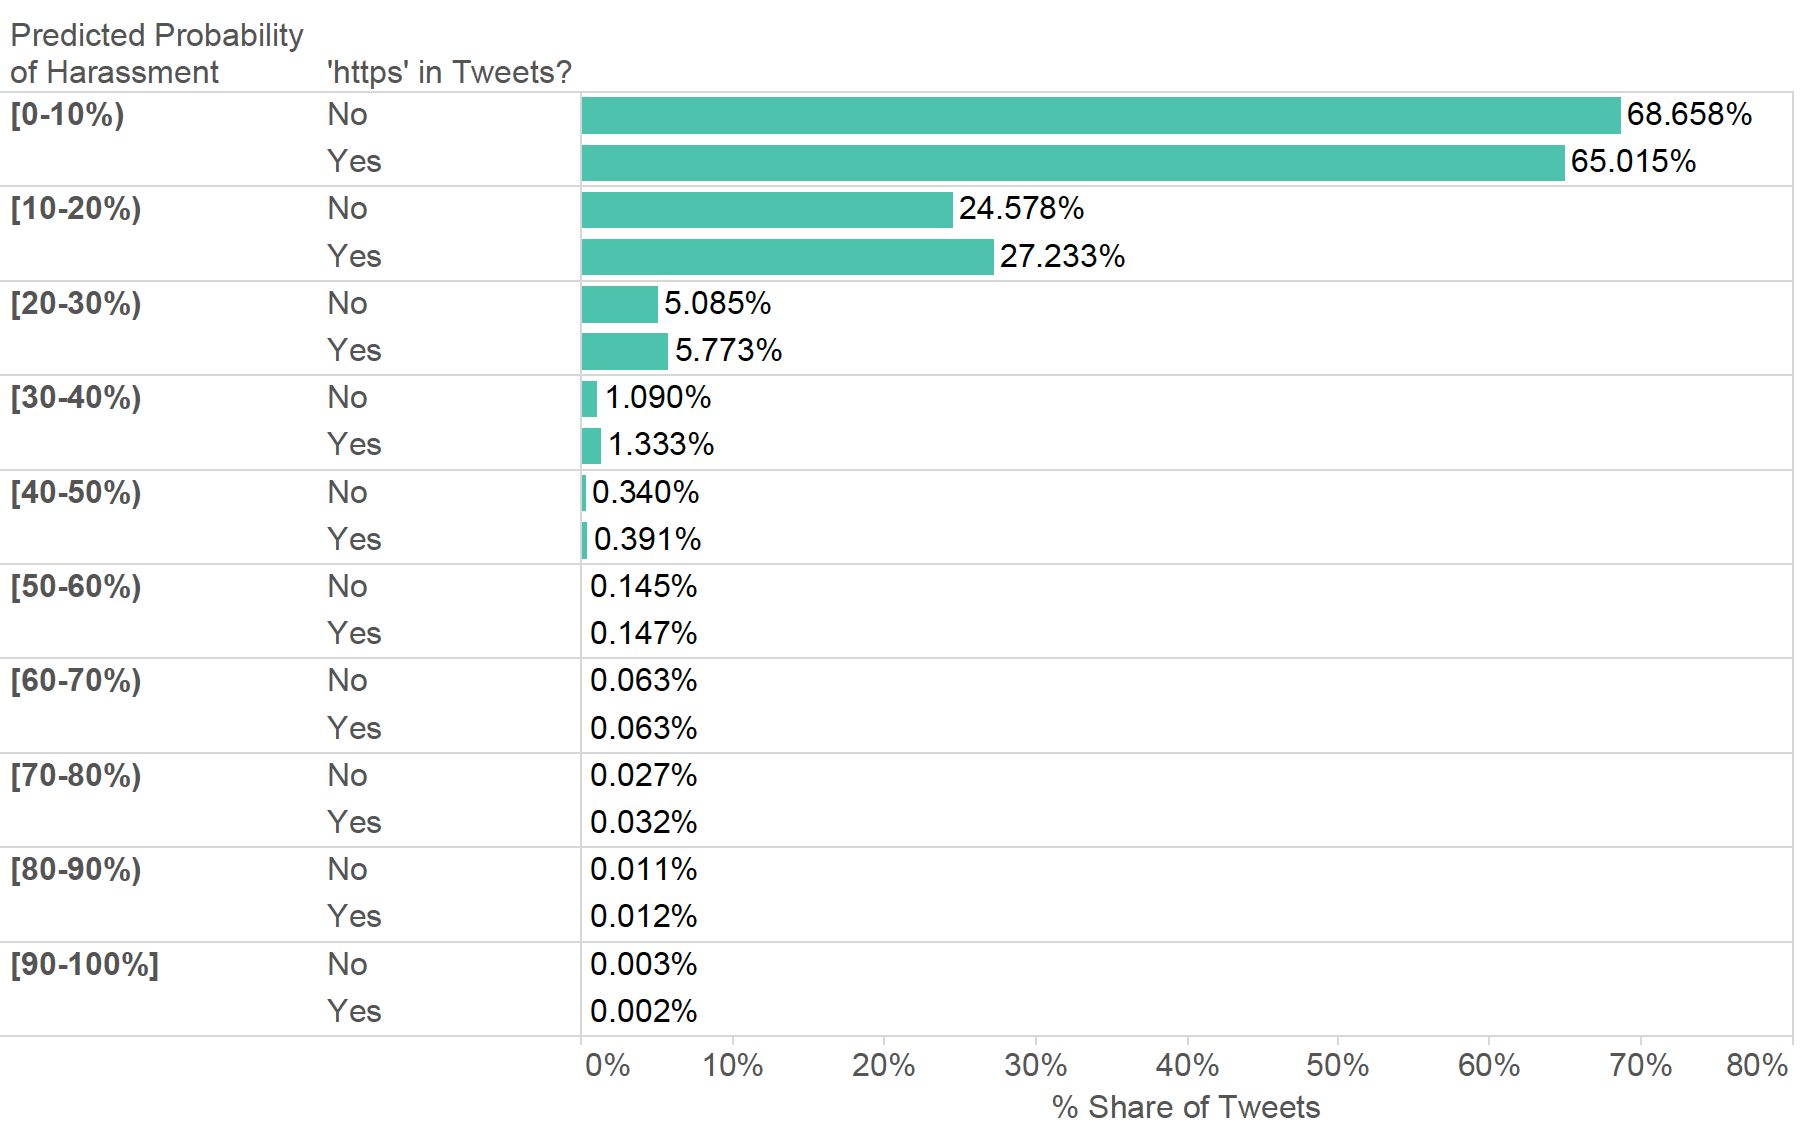 Predicted Probability
of Harassment 'https' in Tweets?
[0-10%) No 68.658%
Yes 65.015%
[10-20%) No 24.578%
Yes 27.233%
[20-30%) No 5.085%
Yes 5.773%
[30-40%) No 1.090%
Yes 1.333%
[40-50%) No 0.340%
Yes 0.391%
[50-60%) No 0.145%
Yes 0.147%
[60-70%) No 0.063%
Yes 0.063%
[70-80%) No 0.027%
Yes 0.032%
[80-90%) No 0.011%
Yes 0.012%
[90-100%] No 0.003%
Yes 0.002%
0% 10% 20% 30% 40% 50% 60% 70% 80%
% Share of Tweets